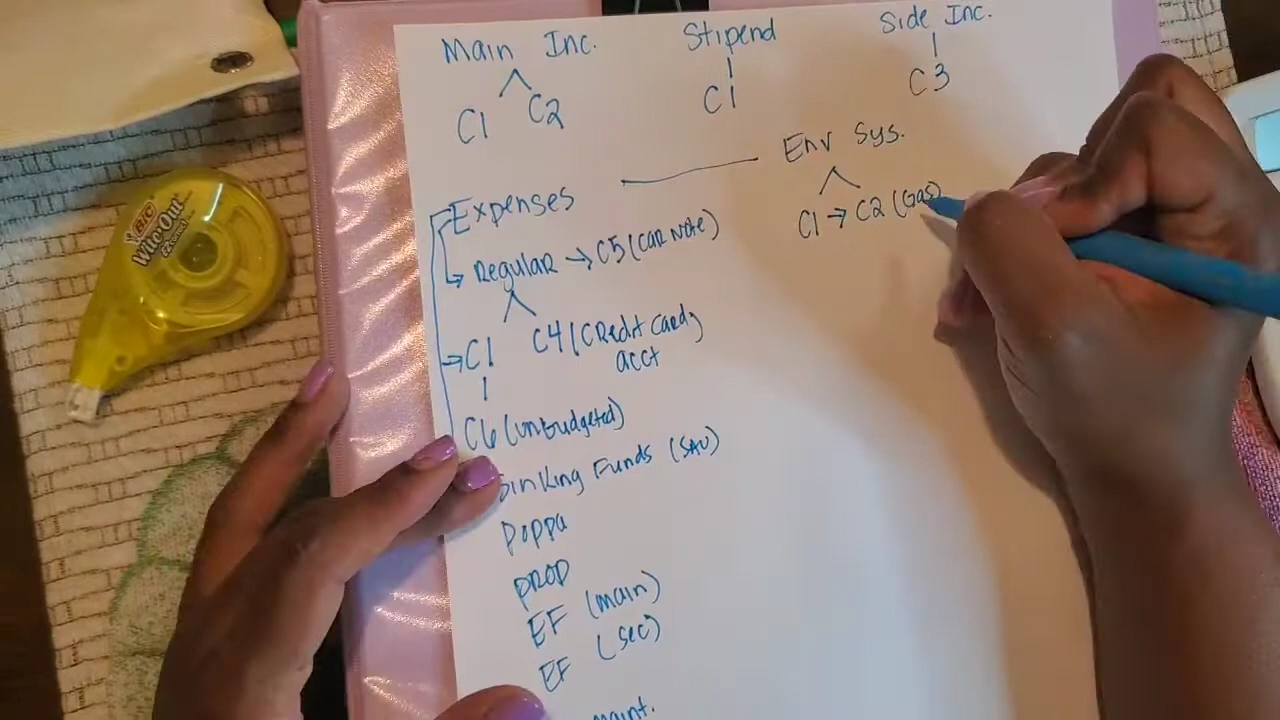 Main Inc.
C1 C2
Stipend
C1
Side Inc.
C3
Expenses
Regular → C5 (CAR Note)
→C1
C4 (Credit Card
acct
C6 (unbudgeted)
Sinking Funds (SAV)
Poppa
PROD
EF (main)
EF (sec)
maint.
Env Sys.
C1 → C2 (Gas)
BIC
Wite-Out